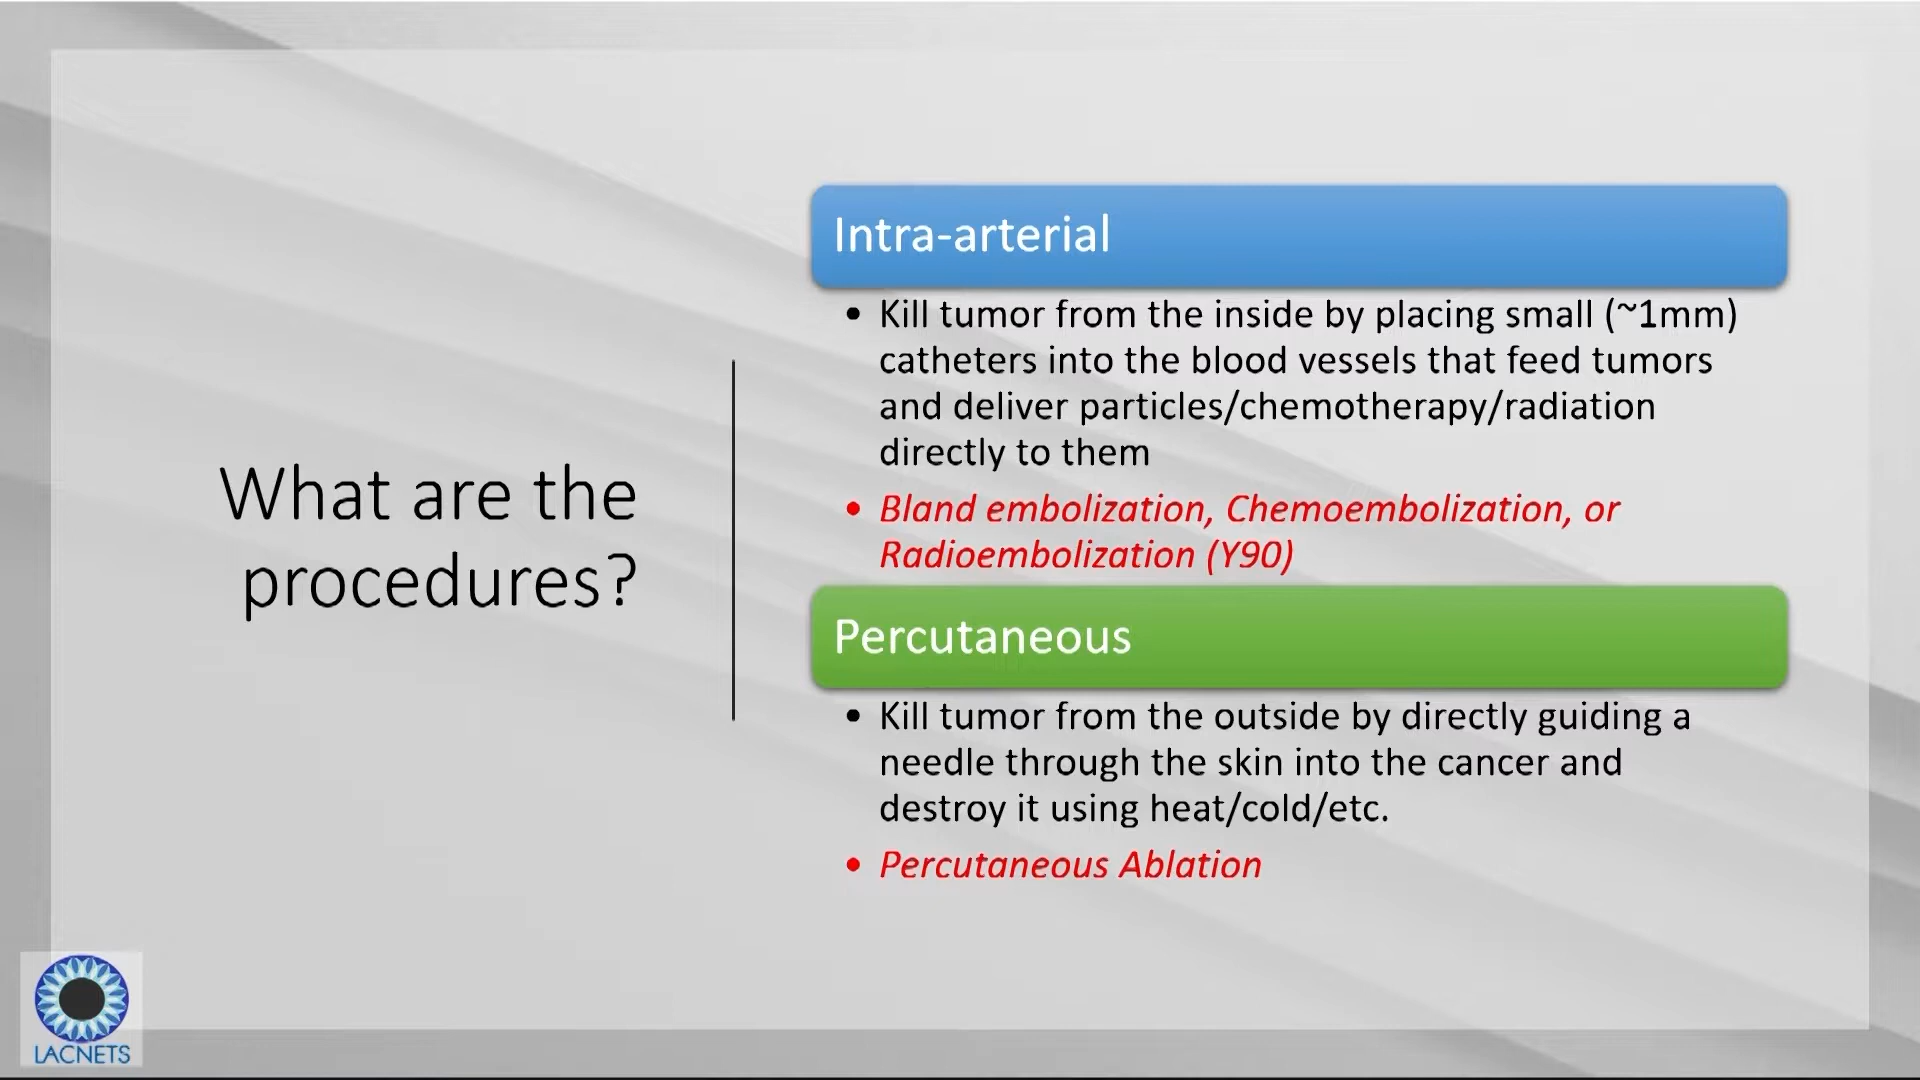 What are the
procedures?
Intra-arterial
• Kill tumor from the inside by placing small (~1mm)
catheters into the blood vessels that feed tumors
and deliver particles/chemotherapy/radiation
directly to them
• Bland embolization, Chemoembolization, or
Radioembolization (Y90)
Percutaneous
• Kill tumor from the outside by directly guiding a
needle through the skin into the cancer and
destroy it using heat/cold/etc.
• Percutaneous Ablation
LACNETS